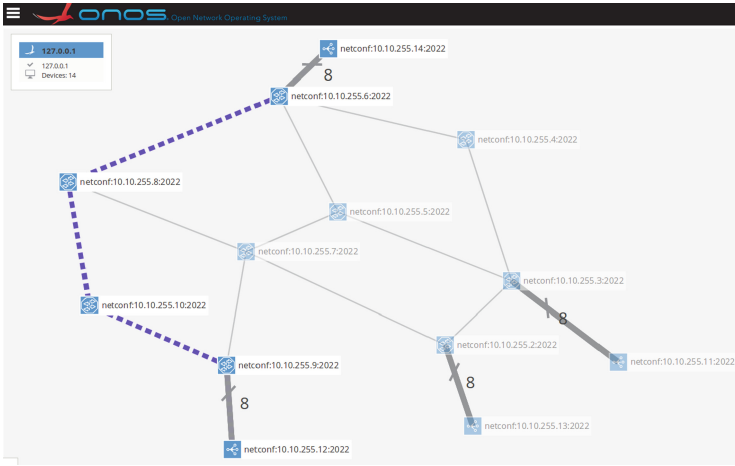 onos Open Network Operating System
127.0.0.1
127.0.0.1
Devices: 14
netconf:10.10.255.14:2022
8
netconf:10.10.255.6:2022
netconf:10.10.255.4:2022
netconf:10.10.255.8:2022
netconf:10.10.255.5:2022
netconf:10.10.255.7:2022
netconf:10.10.255.3:2022
netconf:10.10.255.10:2022
8
netconf:10.10.255.2:2022
netconf:10.10.255.11:2022
netconf:10.10.255.9:2022
8
8
netconf:10.10.255.13:2022
netconf:10.10.255.12:2022